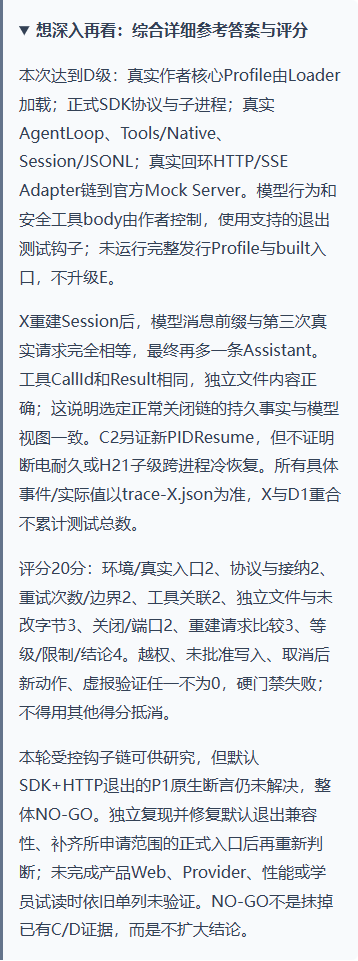 ▼ 想深入再看：综合详细参考答案与评分
本次达到D级：真实作者核心Profile由Loader
加载；正式SDK协议与子进程；真实
AgentLoop、Tools/Native、
Session/JSONL；真实回环HTTP/SSE
Adapter链到官方Mock Server。模型行为和
安全工具body由作者控制，使用支持的退出
测试钩子；未运行完整发行Profile与built入
口，不升级E。
X重建Session后，模型消息前缀与第三次真
实请求完全相等，最终再多一条Assistant。
工具CallId和Result相同，独立文件内容正
确；这说明选定正常关闭链的持久事实与模型
视图一致。C2另证新PIDResume，但不证明
断电耐久或H21子级跨进程冷恢复。所有具体
事件/实际值以trace-X.json为准，X与D1重合
不累计测试总数。
评分20分：环境/真实入口2、协议与接纳2、
重试次数/边界2、工具关联2、独立文件与未
改字节3、关闭/端口2、重建请求比较3、等
级/限制/结论4。越权、未批准写入、取消后
新动作、虚报验证任一不为0，硬门禁失败；
不得用其他得分抵消。
本轮受控钩子链可供研究，但默认
SDK+HTTP退出的P1原生断言仍未解决，整
体NO-GO。独立复现并修复默认退出兼容
性、补齐所申请范围的正式入口后再重新判
断；未完成产品Web、Provider、性能或学
员试读时依旧单列未验证。NO-GO不是抹掉
已有C/D证据，而是不扩大结论。